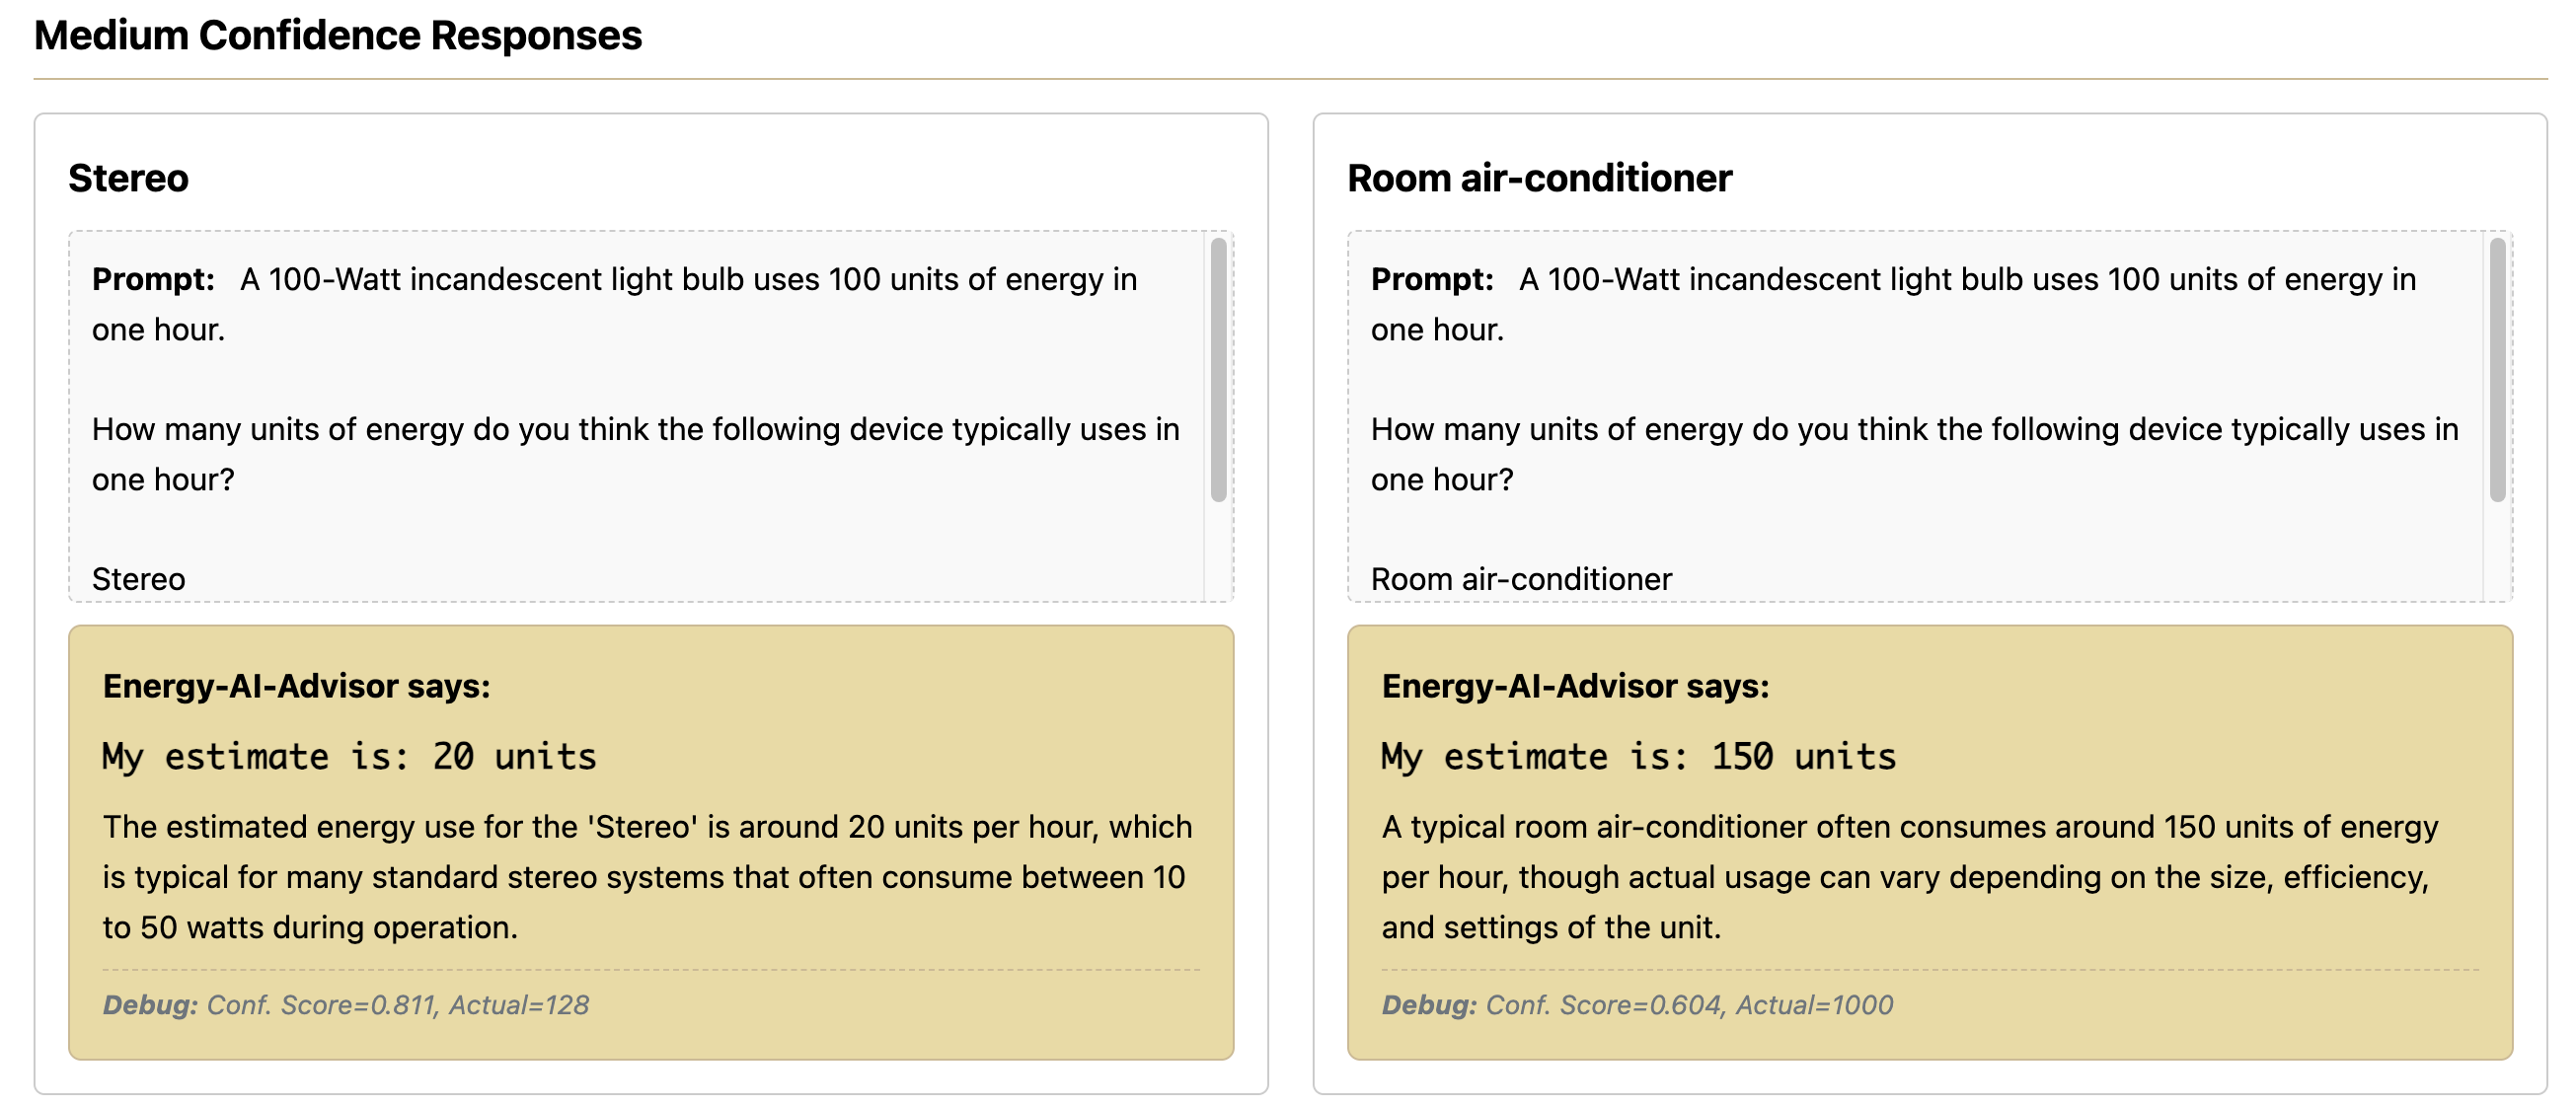 Medium Confidence Responses
Stereo
Prompt: A 100-Watt incandescent light bulb uses 100 units of energy in
one hour.
How many units of energy do you think the following device typically uses in
one hour?
Stereo
Energy-AI-Advisor says:
My estimate is: 20 units
The estimated energy use for the 'Stereo' is around 20 units per hour, which
is typical for many standard stereo systems that often consume between 10
to 50 watts during operation.
Debug: Conf. Score=0.811, Actual=128
Room air-conditioner
Prompt: A 100-Watt incandescent light bulb uses 100 units of energy in
one hour.
How many units of energy do you think the following device typically uses in
one hour?
Room air-conditioner
Energy-AI-Advisor says:
My estimate is: 150 units
A typical room air-conditioner often consumes around 150 units of energy
per hour, though actual usage can vary depending on the size, efficiency,
and settings of the unit.
Debug: Conf. Score=0.604, Actual=1000